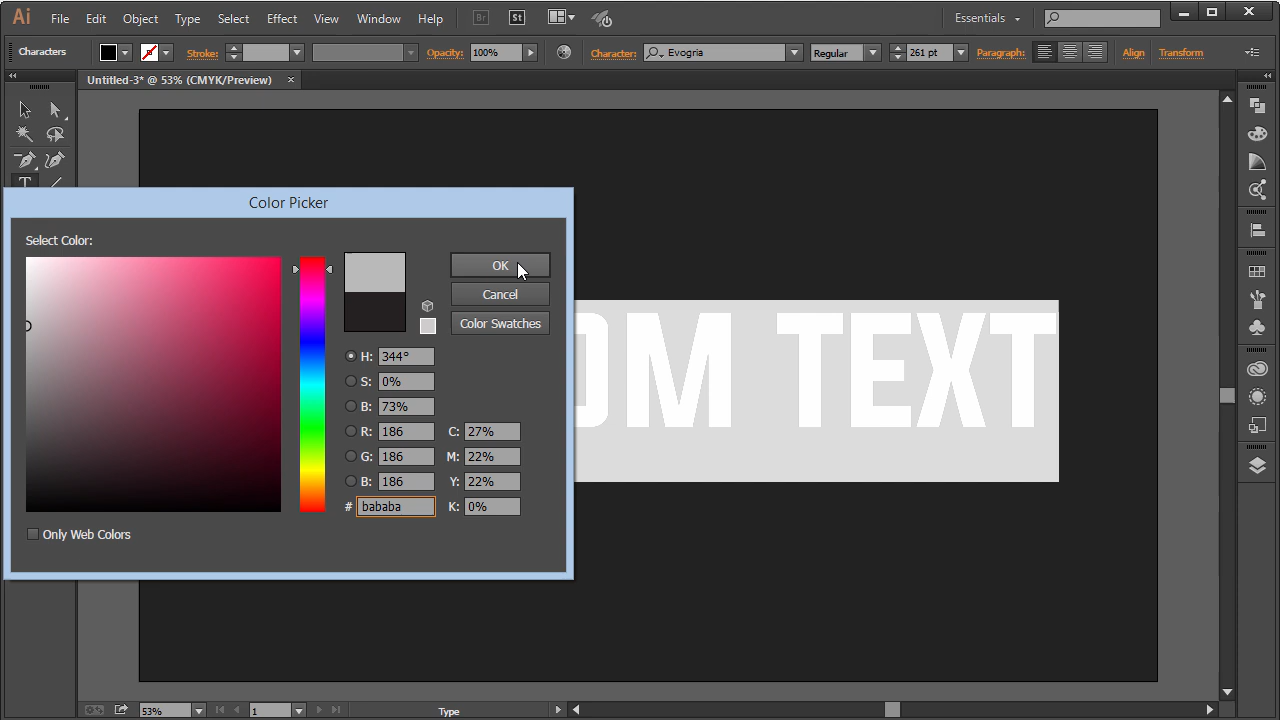 Ai File Edit Object Type Select Effect View Window Help Br St Essentials
Characters Stroke: Opacity: 100% Character: Evogria Regular 261 pt Paragraph: Align Transform
Untitled-3* @ 53% (CMYK/Preview) ×
T
Color Picker
Select Color:
OK
Cancel
Color Swatches
OM TEXT
H: 344°
S: 0%
B: 73%
R: 186 C: 27%
G: 186 M: 22%
B: 186 Y: 22%
# bababa K: 0%
Only Web Colors
53% 1 Type